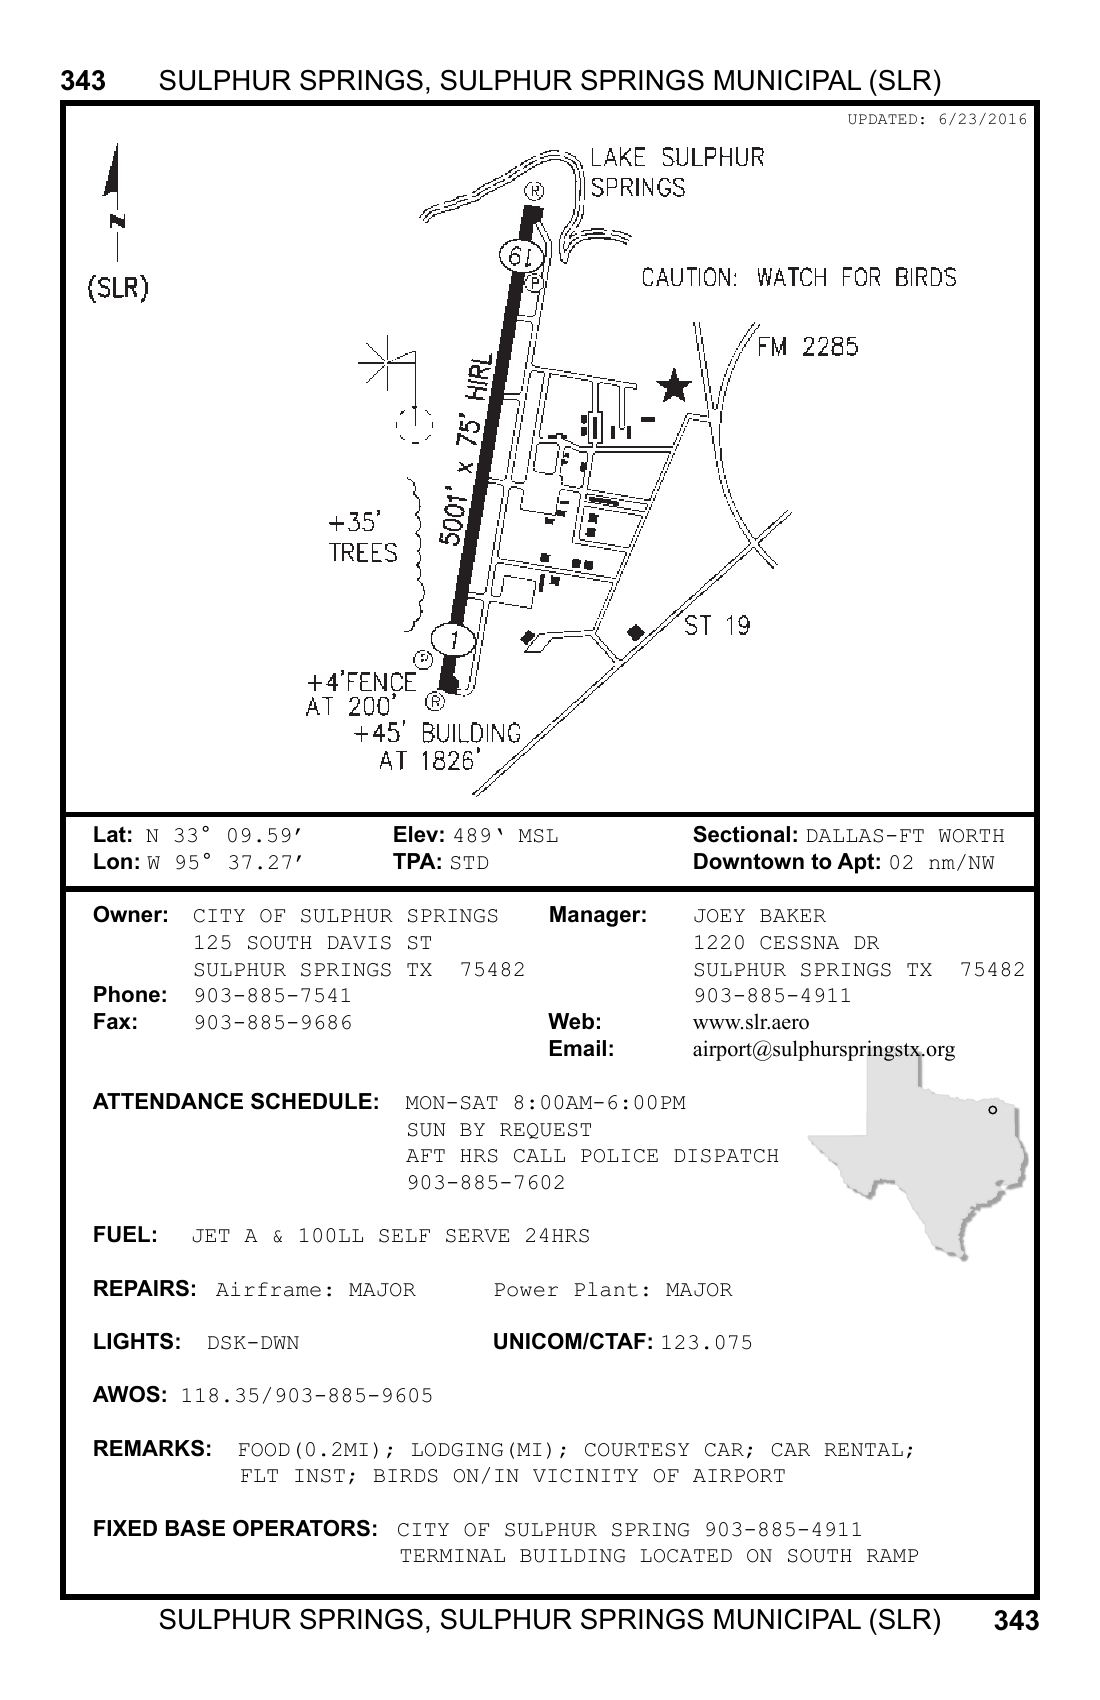 343 SULPHUR SPRINGS, SULPHUR SPRINGS MUNICIPAL (SLR)
UPDATED: 6/23/2016
LAKE SULPHUR
SPRINGS
R
N
19
(SLR)
CAUTION: WATCH FOR BIRDS
P
FM 2285
5001' x 75' HIRL
+35'
TREES
ST 19
1
P
+4'FENCE
AT 200'
R
+45' BUILDING
AT 1826'
Lat: N 33° 09.59′ Elev: 489‘ MSL Sectional: DALLAS-FT WORTH
Lon: W 95° 37.27′ TPA: STD Downtown to Apt: 02 nm/NW
Owner: CITY OF SULPHUR SPRINGS Manager: JOEY BAKER
125 SOUTH DAVIS ST 1220 CESSNA DR
SULPHUR SPRINGS TX 75482 SULPHUR SPRINGS TX 75482
Phone: 903-885-7541 903-885-4911
Fax: 903-885-9686 Web: www.slr.aero
Email: airport@sulphurspringstx.org
ATTENDANCE SCHEDULE: MON-SAT 8:00AM-6:00PM
SUN BY REQUEST
AFT HRS CALL POLICE DISPATCH
903-885-7602
FUEL: JET A & 100LL SELF SERVE 24HRS
REPAIRS: Airframe: MAJOR Power Plant: MAJOR
LIGHTS: DSK-DWN UNICOM/CTAF: 123.075
AWOS: 118.35/903-885-9605
REMARKS: FOOD(0.2MI); LODGING(MI); COURTESY CAR; CAR RENTAL;
FLT INST; BIRDS ON/IN VICINITY OF AIRPORT
FIXED BASE OPERATORS: CITY OF SULPHUR SPRING 903-885-4911
TERMINAL BUILDING LOCATED ON SOUTH RAMP
SULPHUR SPRINGS, SULPHUR SPRINGS MUNICIPAL (SLR) 343